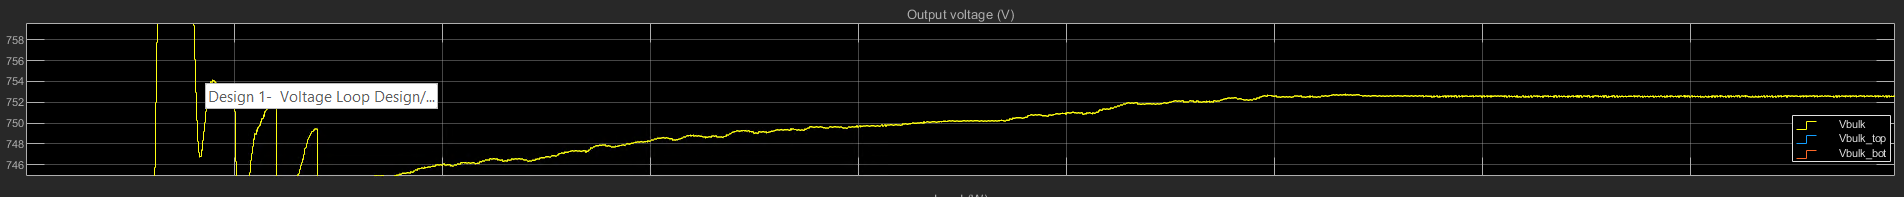 Output voltage (V)
758
756
754
752
750
748
746
Design 1-  Voltage Loop Design/...
Vbulk
Vbulk_top
Vbulk_bot